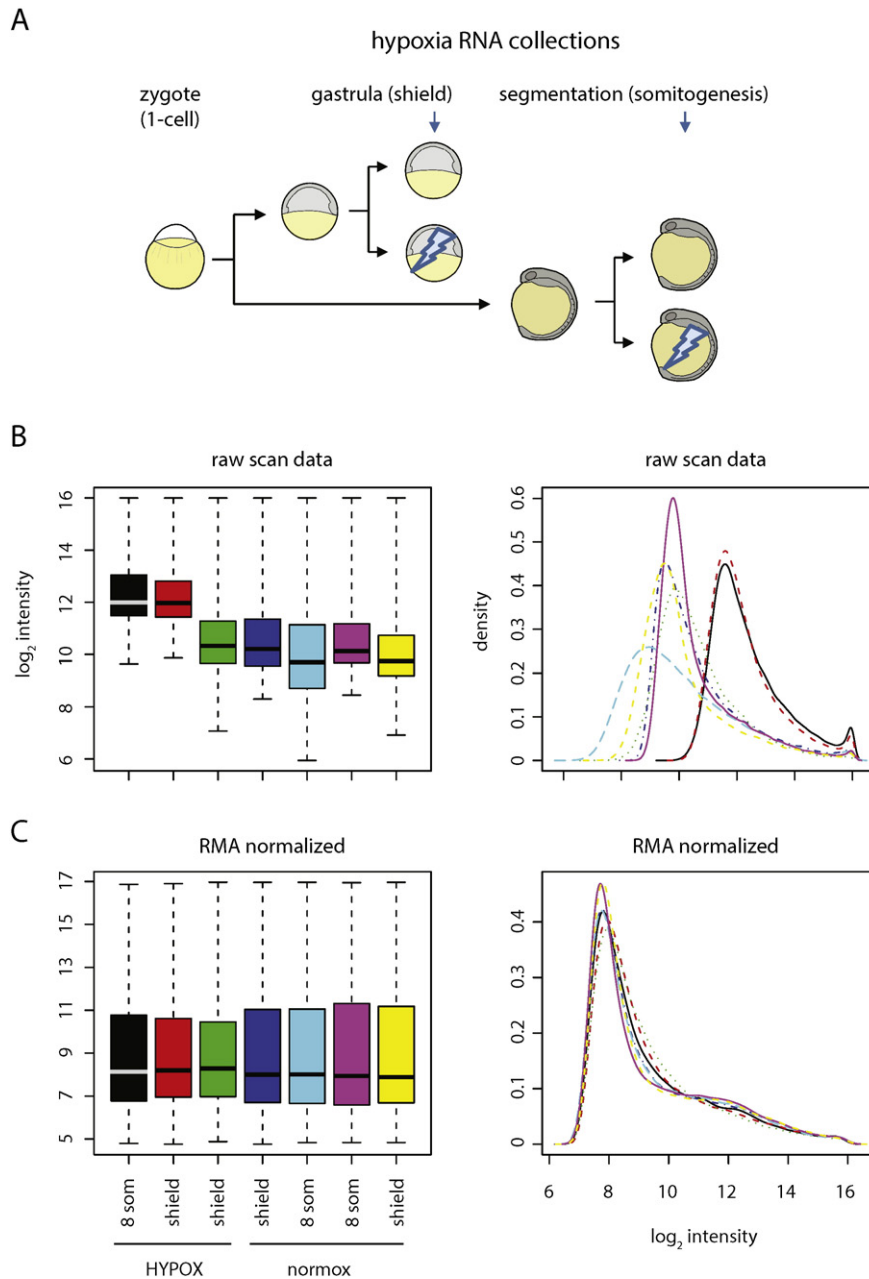 A
hypoxia RNA collections
zygote
(1-cell)
gastrula (shield)
segmentation (somitogenesis)
B
raw scan data
log2 intensity
16
14
12
10
8
6
raw scan data
density
0.6
0.5
0.4
0.3
0.2
0.1
0
C
RMA normalized
17
15
13
11
9
7
5
8 som
shield
shield
shield
8 som
8 som
shield
HYPOX
normox
RMA normalized
0.4
0.3
0.2
0.1
0
6 8 10 12 14 16
log2 intensity